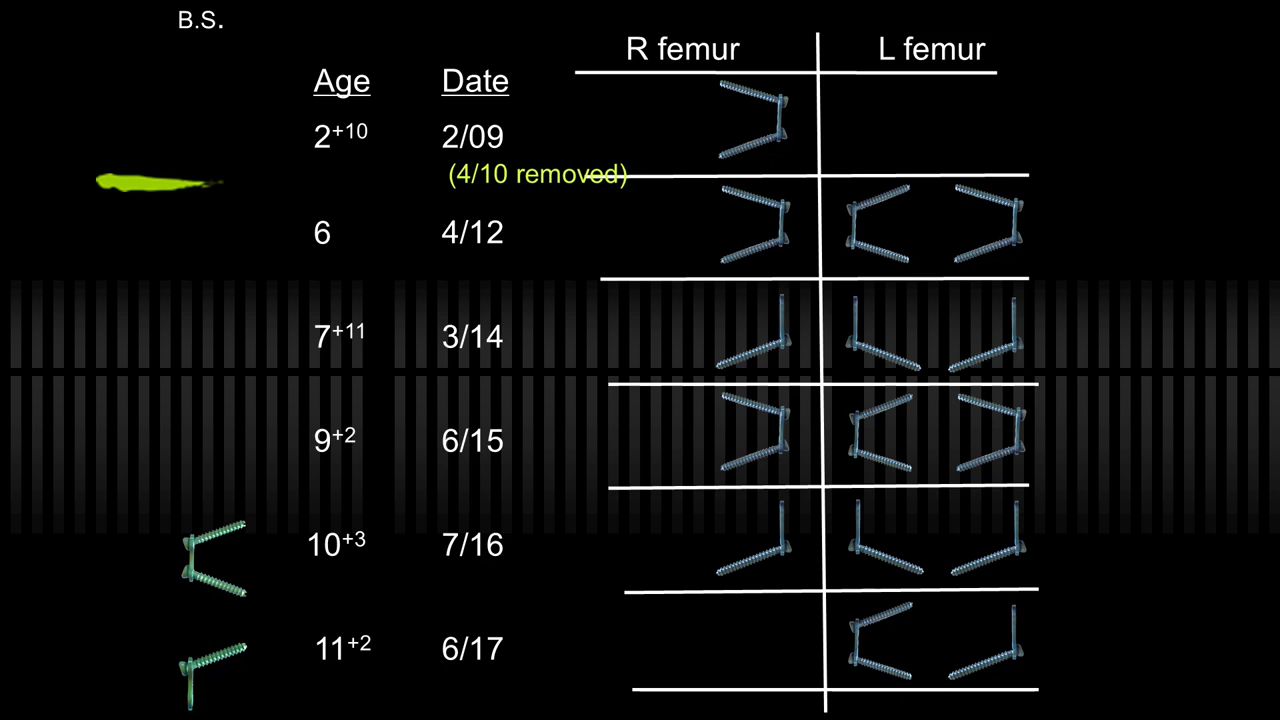 B.S.
R femur L femur
Age Date
2+10 2/09
(4/10 removed)
6 4/12
7+11 3/14
9+2 6/15
10+3 7/16
11+2 6/17